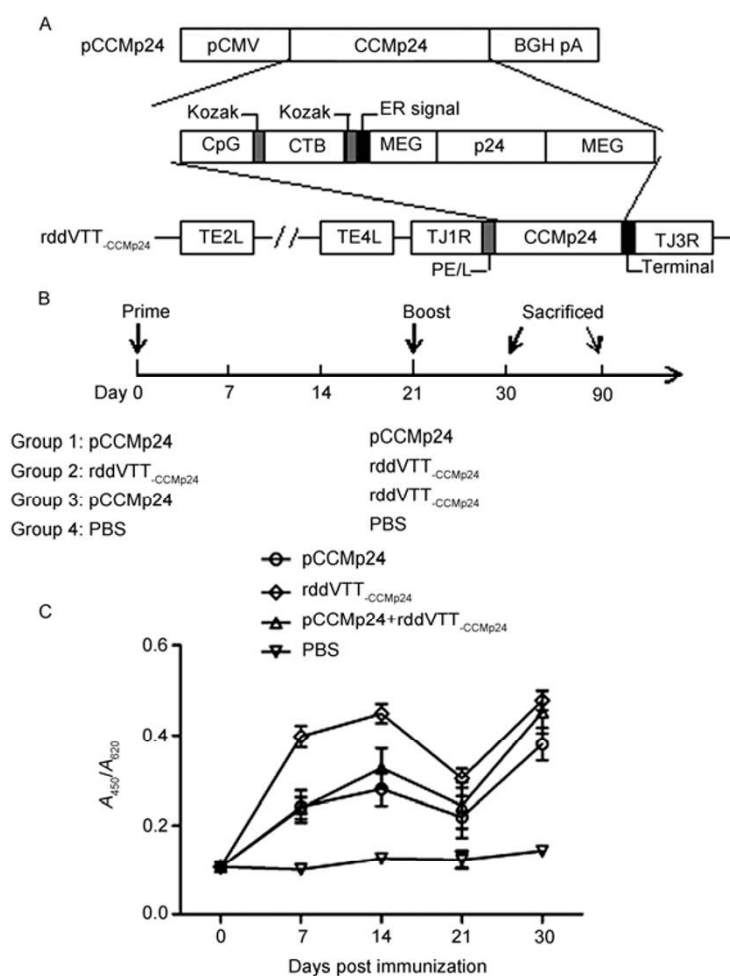 A
pCCMp24 pCMV CCMp24 BGH pA
Kozak Kozak ER signal
CpG CTB MEG p24 MEG
rddVTT-CCMp24 TE2L // TE4L TJ1R CCMp24 TJ3R
PE/L Terminal
B
Prime Boost Sacrificed
Day 0 7 14 21 30 90
Group 1: pCCMp24 pCCMp24
Group 2: rddVTT-CCMp24 rddVTT-CCMp24
Group 3: pCCMp24 rddVTT-CCMp24
Group 4: PBS PBS
C
pCCMp24
rddVTT-CCMp24
pCCMp24+rddVTT-CCMp24
PBS
A450/A620
0.6
0.4
0.2
0.0
0 7 14 21 30
Days post immunization